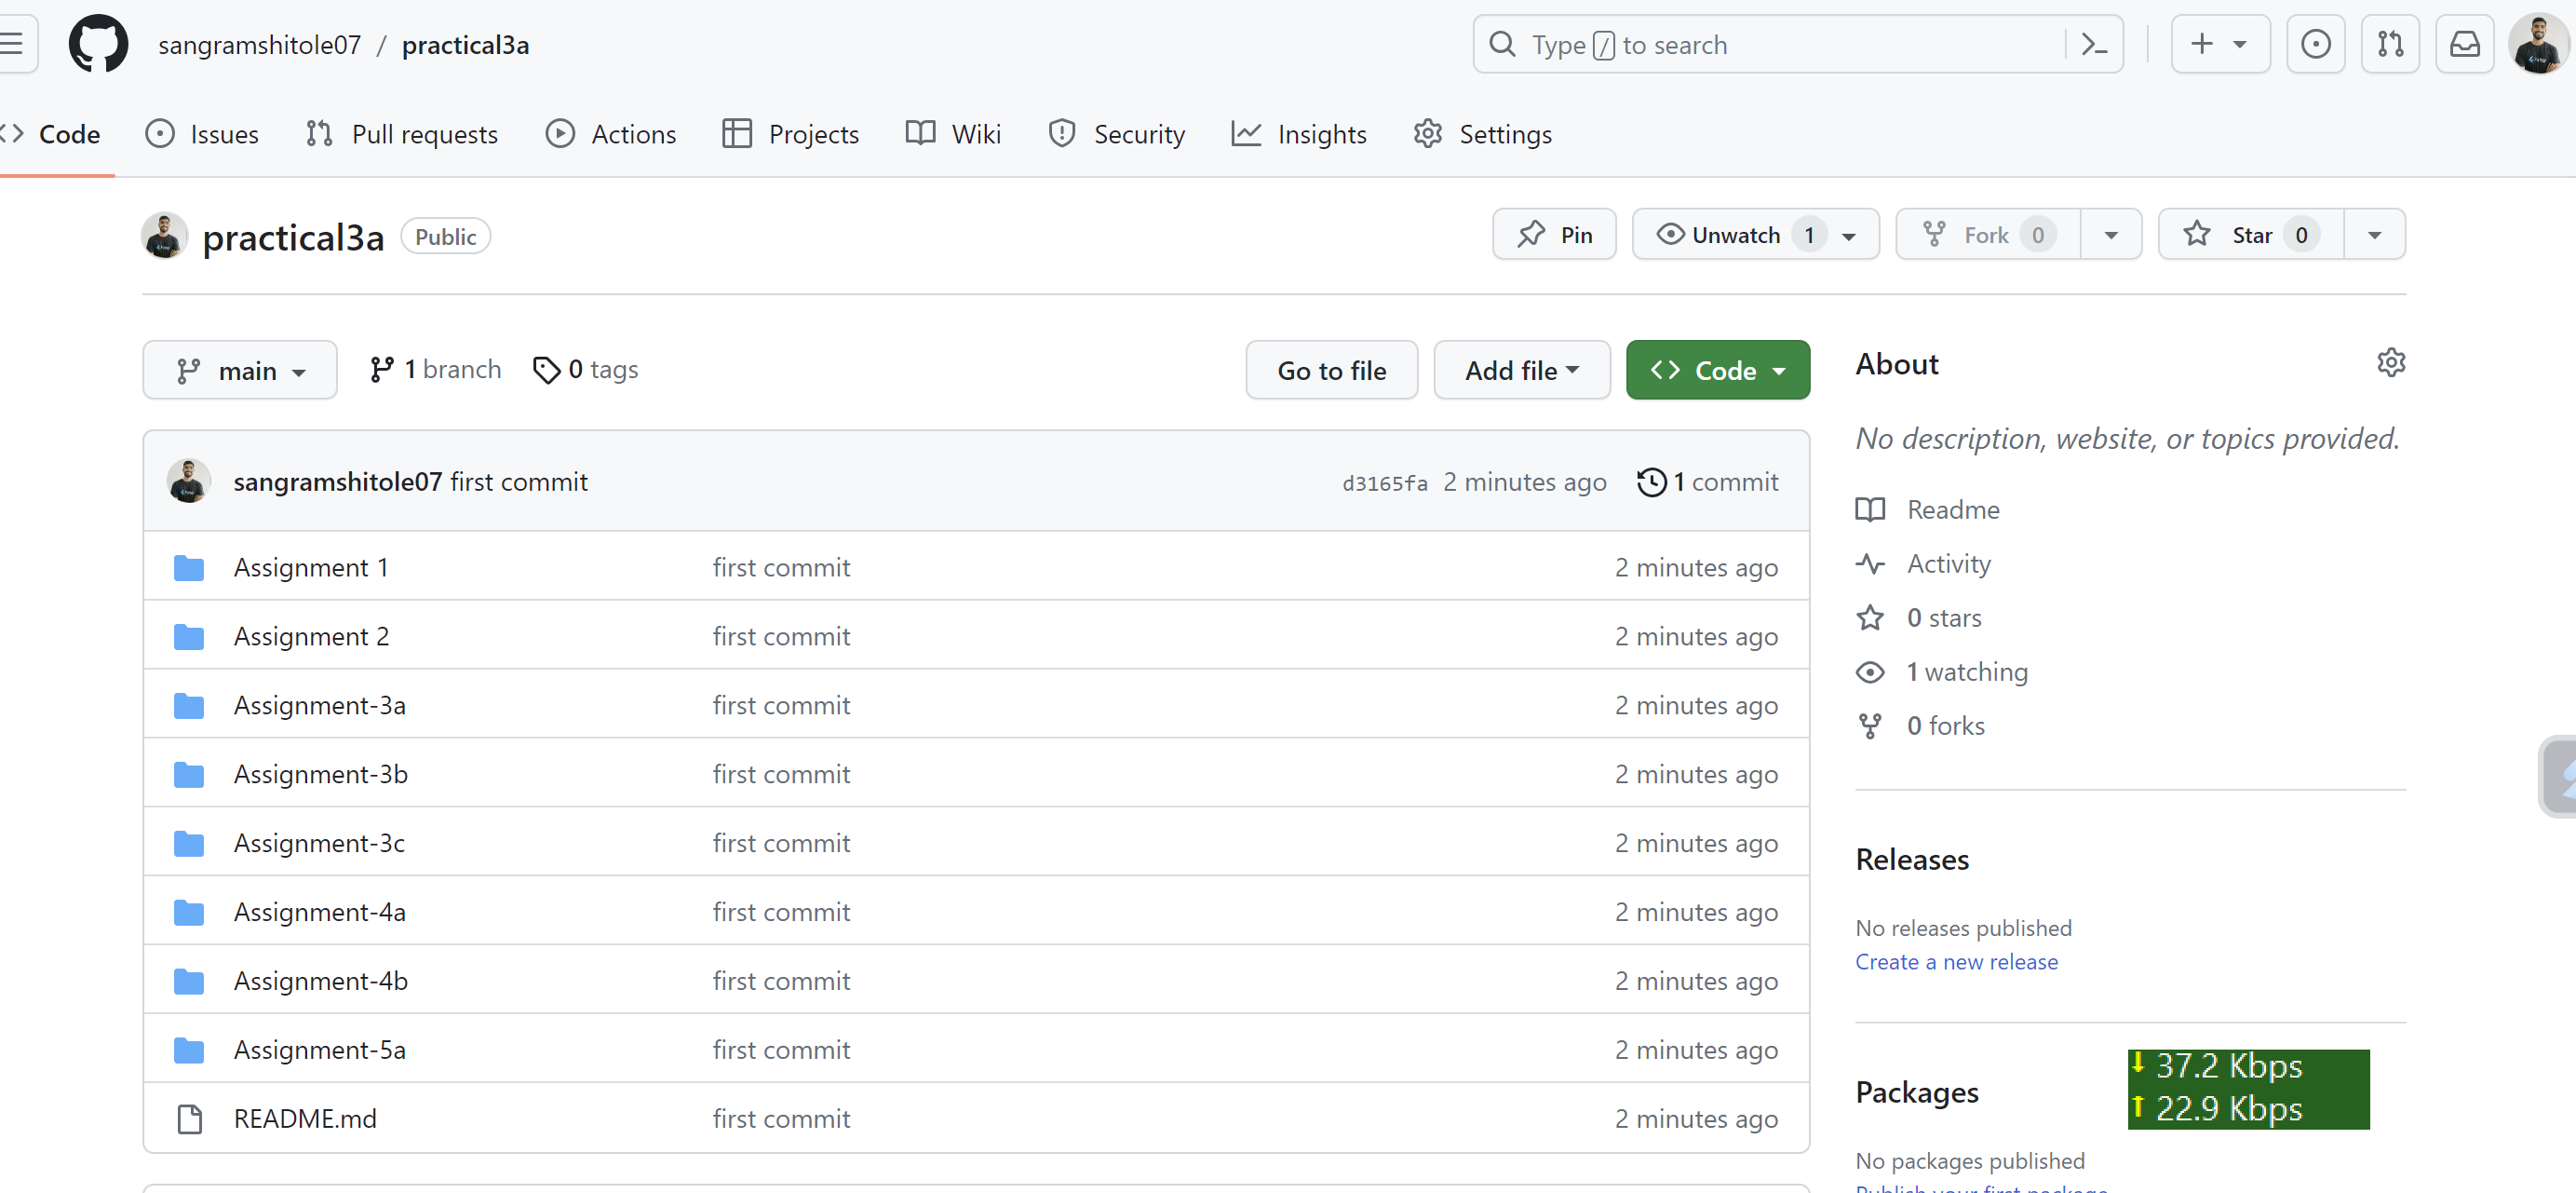 sangramshitole07 / practical3a
Type / to search
Code
Issues
Pull requests
Actions
Projects
Wiki
Security
Insights
Settings
practical3a Public
Pin
Unwatch 1
Fork 0
Star 0
main
1 branch
0 tags
Go to file
Add file
Code
sangramshitole07 first commit d3165fa 2 minutes ago 1 commit
Assignment 1 first commit 2 minutes ago
Assignment 2 first commit 2 minutes ago
Assignment-3a first commit 2 minutes ago
Assignment-3b first commit 2 minutes ago
Assignment-3c first commit 2 minutes ago
Assignment-4a first commit 2 minutes ago
Assignment-4b first commit 2 minutes ago
Assignment-5a first commit 2 minutes ago
README.md first commit 2 minutes ago
About
No description, website, or topics provided.
Readme
Activity
0 stars
1 watching
0 forks
Releases
No releases published
Create a new release
Packages
37.2 Kbps
22.9 Kbps
No packages published
Publish your first package